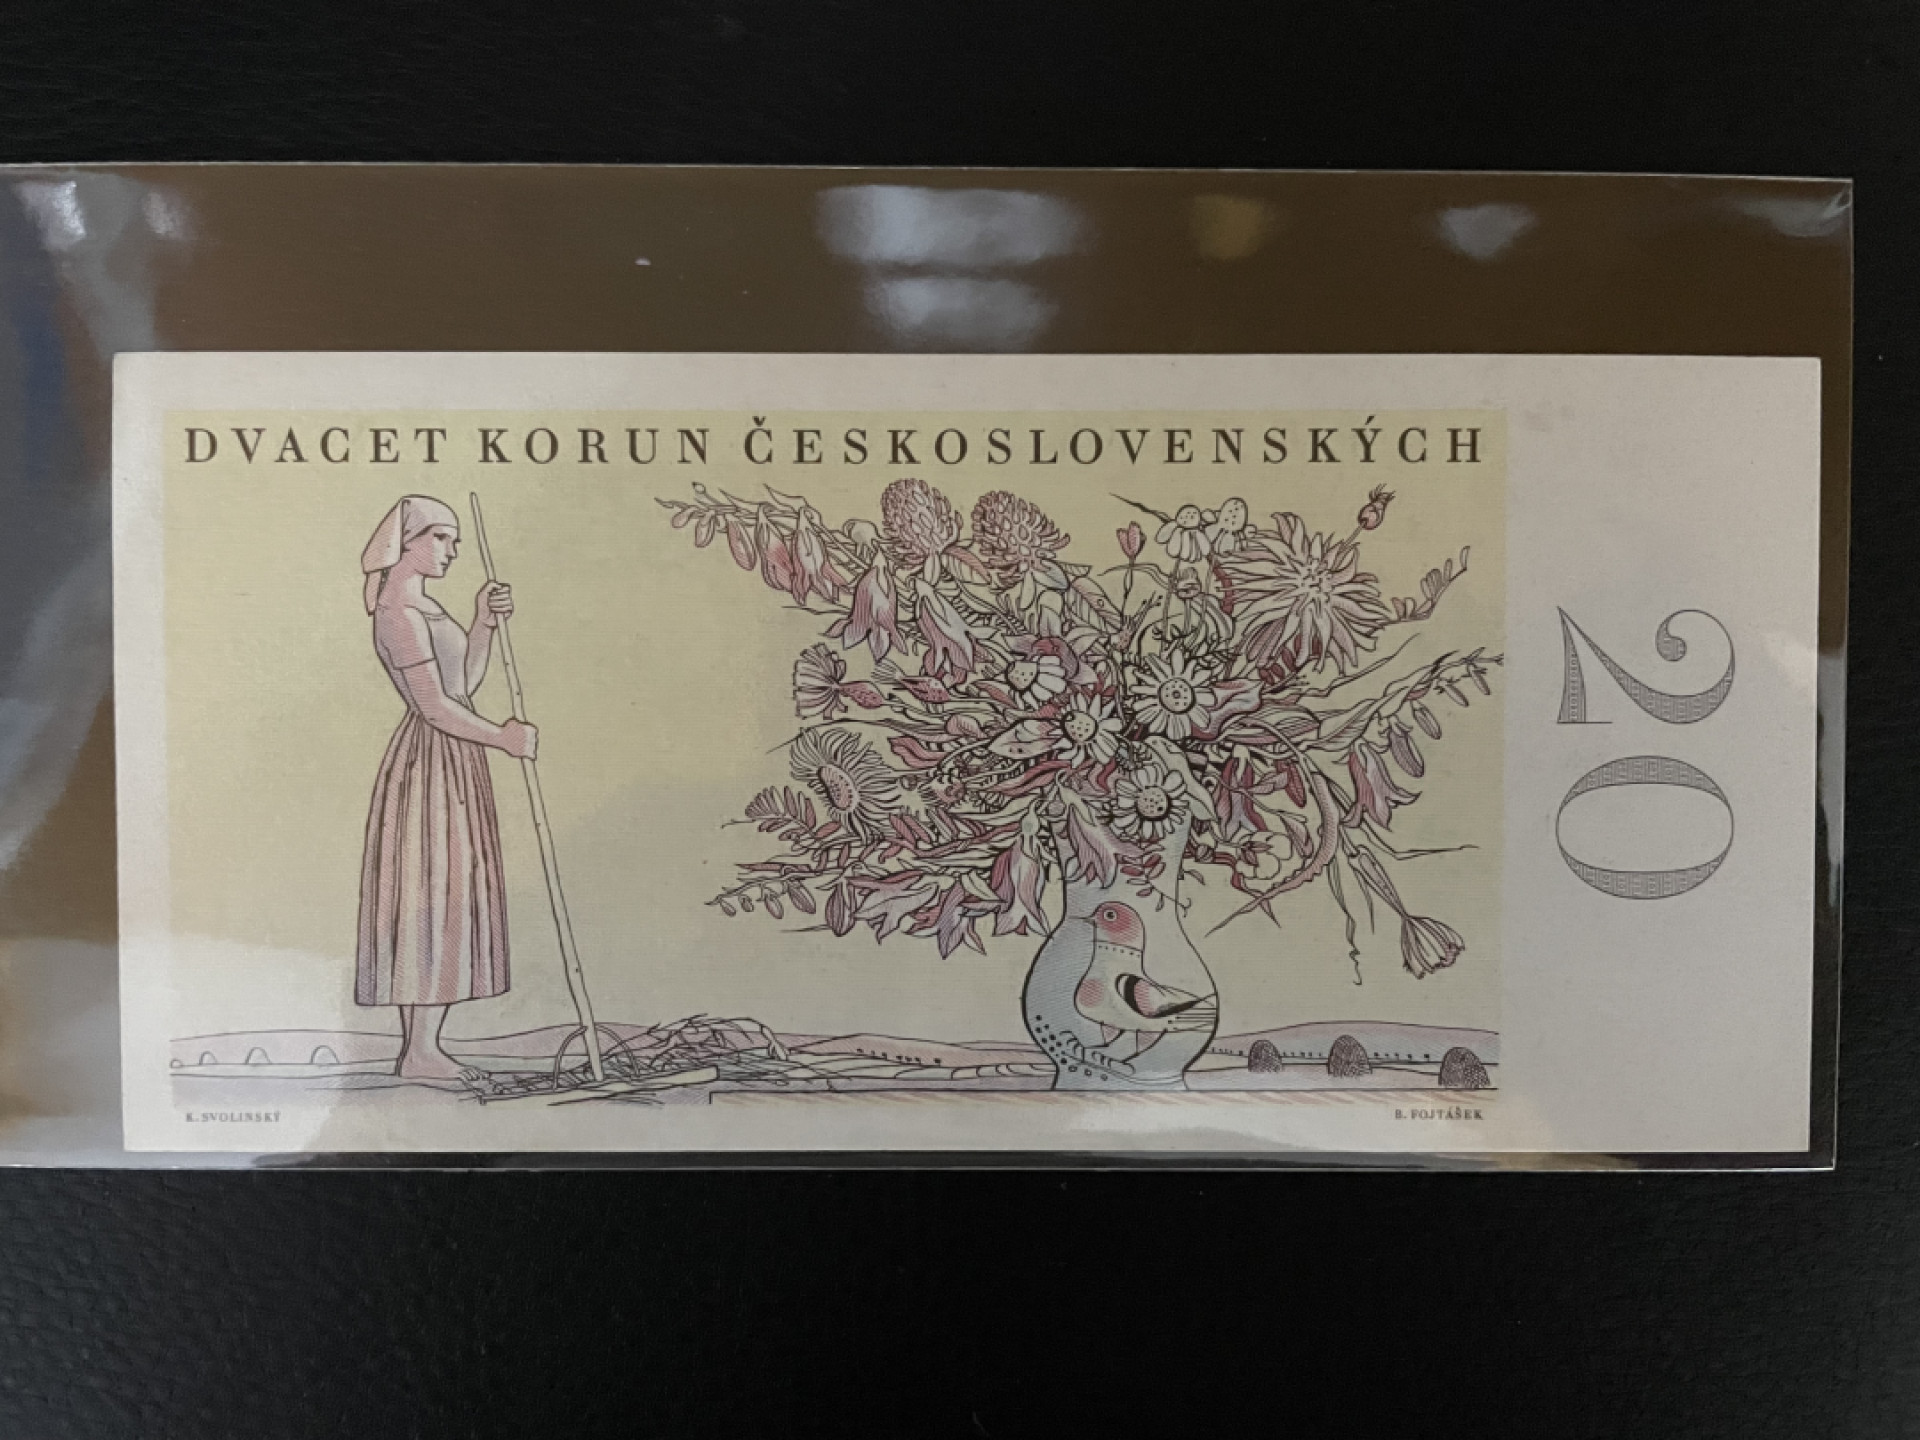 DVACET KORUN ČESKOSLOVENSKÝCH
20
K. SVOLINSKÝ
B. FOJTÁŠEK